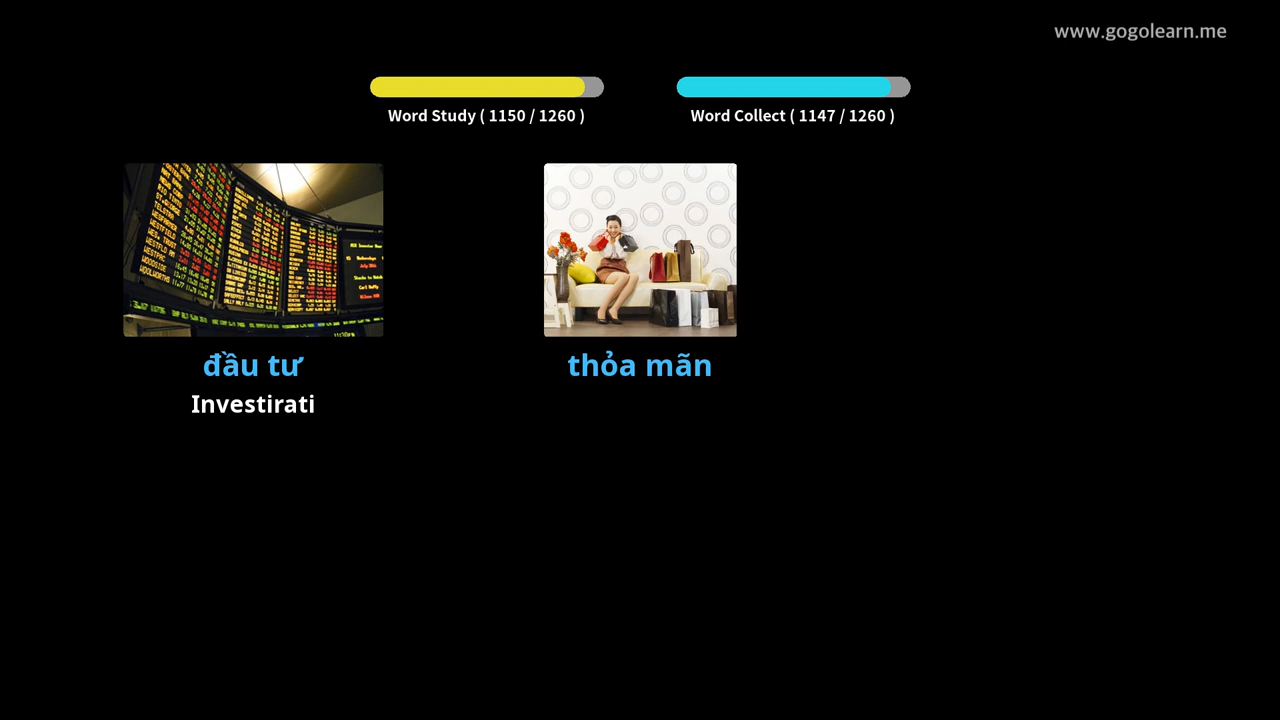 www.gogolearn.me
Word Study ( 1150 / 1260 )
Word Collect ( 1147 / 1260 )
đầu tư
thỏa mãn
Investirati